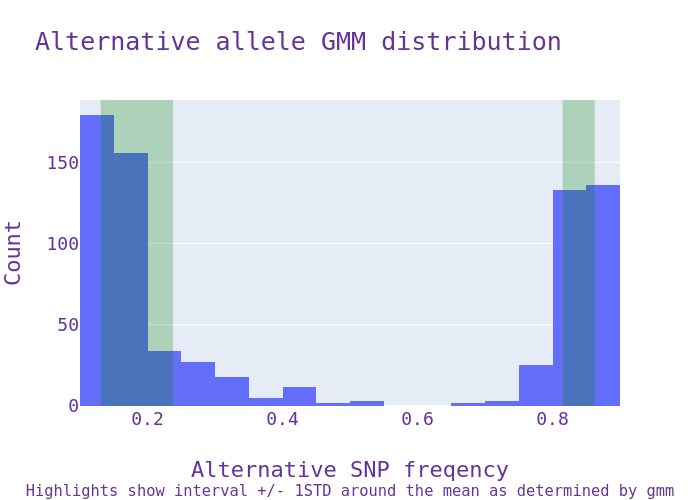 Alternative allele GMM distribution
150
100
50
0
Count
0.2 0.4 0.6 0.8
Alternative SNP freqency
Highlights show interval +/- 1STD around the mean as determined by gmm